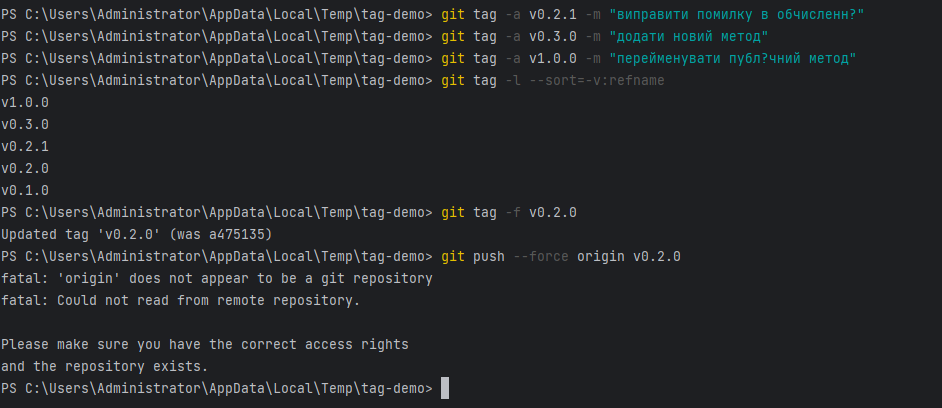 PS C:\Users\Administrator\AppData\Local\Temp\tag-demo> git tag -a v0.2.1 -m "виправити помилку в обчисленн?"
PS C:\Users\Administrator\AppData\Local\Temp\tag-demo> git tag -a v0.3.0 -m "додати новий метод"
PS C:\Users\Administrator\AppData\Local\Temp\tag-demo> git tag -a v1.0.0 -m "перейменувати публ?чний метод"
PS C:\Users\Administrator\AppData\Local\Temp\tag-demo> git tag -l --sort=-v:refname
v1.0.0
v0.3.0
v0.2.1
v0.2.0
v0.1.0
PS C:\Users\Administrator\AppData\Local\Temp\tag-demo> git tag -f v0.2.0
Updated tag 'v0.2.0' (was a475135)
PS C:\Users\Administrator\AppData\Local\Temp\tag-demo> git push --force origin v0.2.0
fatal: 'origin' does not appear to be a git repository
fatal: Could not read from remote repository.
Please make sure you have the correct access rights
and the repository exists.
PS C:\Users\Administrator\AppData\Local\Temp\tag-demo>